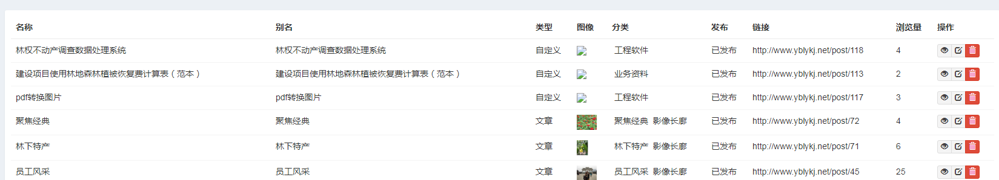 名称 别名 类型 图像 分类 发布 链接 浏览量 操作
林权不动产调查数据处理系统 林权不动产调查数据处理系统 自定义 工程软件 已发布 http://www.yblykj.net/post/118 4
建设项目使用林地森林植被恢复费计算表（范本） 建设项目使用林地森林植被恢复费计算表（范本） 自定义 业务资料 已发布 http://www.yblykj.net/post/113 2
pdf转换图片 pdf转换图片 自定义 工程软件 已发布 http://www.yblykj.net/post/117 3
聚焦经典 聚焦经典 文章 聚焦经典 影像长廊 已发布 http://www.yblykj.net/post/72 4
林下特产 林下特产 文章 林下特产 影像长廊 已发布 http://www.yblykj.net/post/71 6
员工风采 员工风采 文章 员工风采 影像长廊 已发布 http://www.yblykj.net/post/45 25